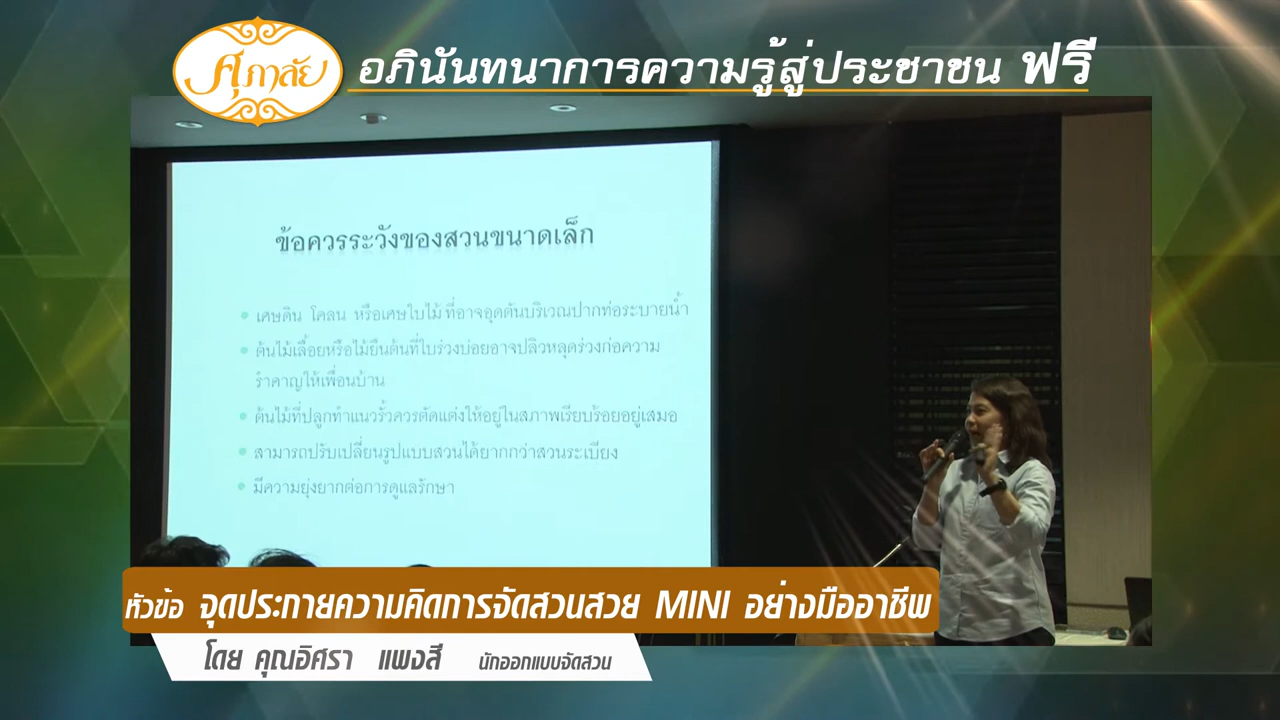 ศุภาลัย
อภินันทนาการความรู้สู่ประชาชน ฟรี
ข้อควรระวังของสวนขนาดเล็ก
เศษดิน โคลน หรือเศษใบไม้ ที่อาจอุดตันบริเวณปากท่อระบายน้ำ
ต้นไม้เลื้อยหรือไม้ยืนต้นที่ใบร่วงบ่อยอาจปลิวหลุดร่วงก่อความ
รำคาญให้เพื่อนบ้าน
ต้นไม้ที่ปลูกทำแนวรั้วควรตัดแต่งให้อยู่ในสภาพเรียบร้อยอยู่เสมอ
สามารถปรับเปลี่ยนรูปแบบสวนได้ยากกว่าสวนระเบียง
มีความยุ่งยากต่อการดูแลรักษา
หัวข้อ จุดประกายความคิดการจัดสวนสวย MINI อย่างมืออาชีพ
โดย คุณอิศรา แพงสี นักออกแบบจัดสวน